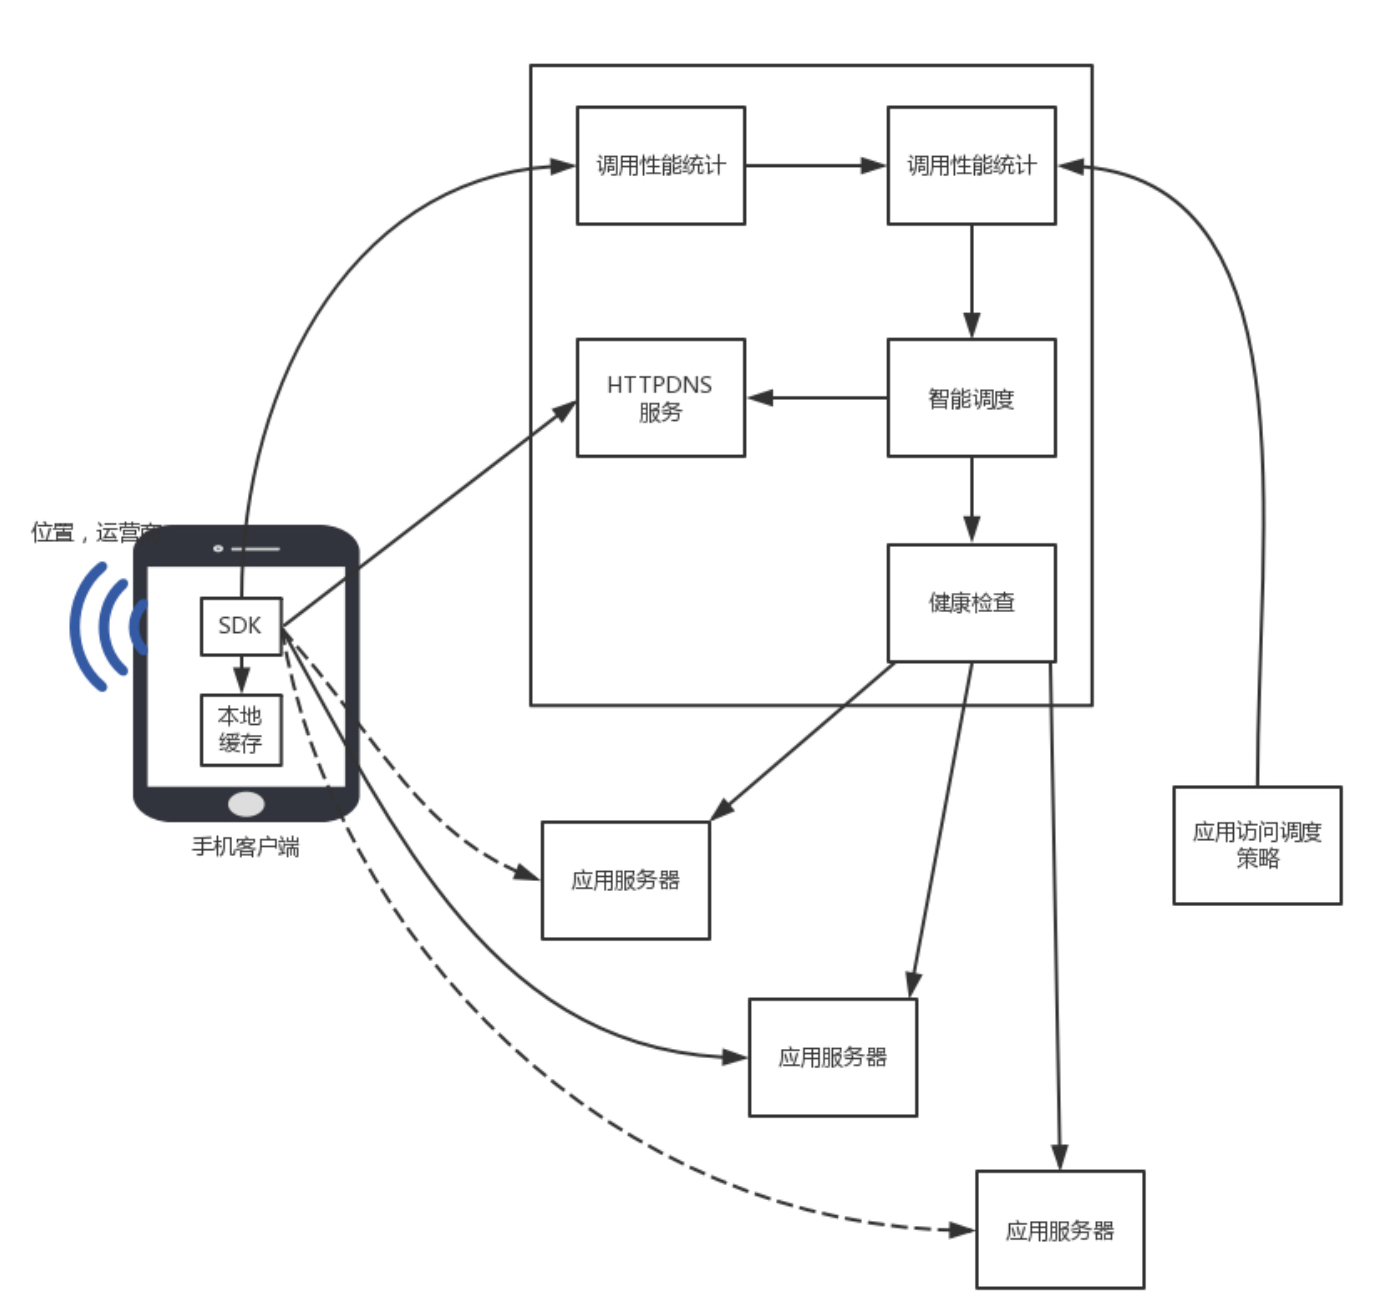 调用性能统计
调用性能统计
HTTPDNS
服务
智能调度
位置，运营商
健康检查
SDK
本地
缓存
手机客户端
应用访问调度
策略
应用服务器
应用服务器
应用服务器